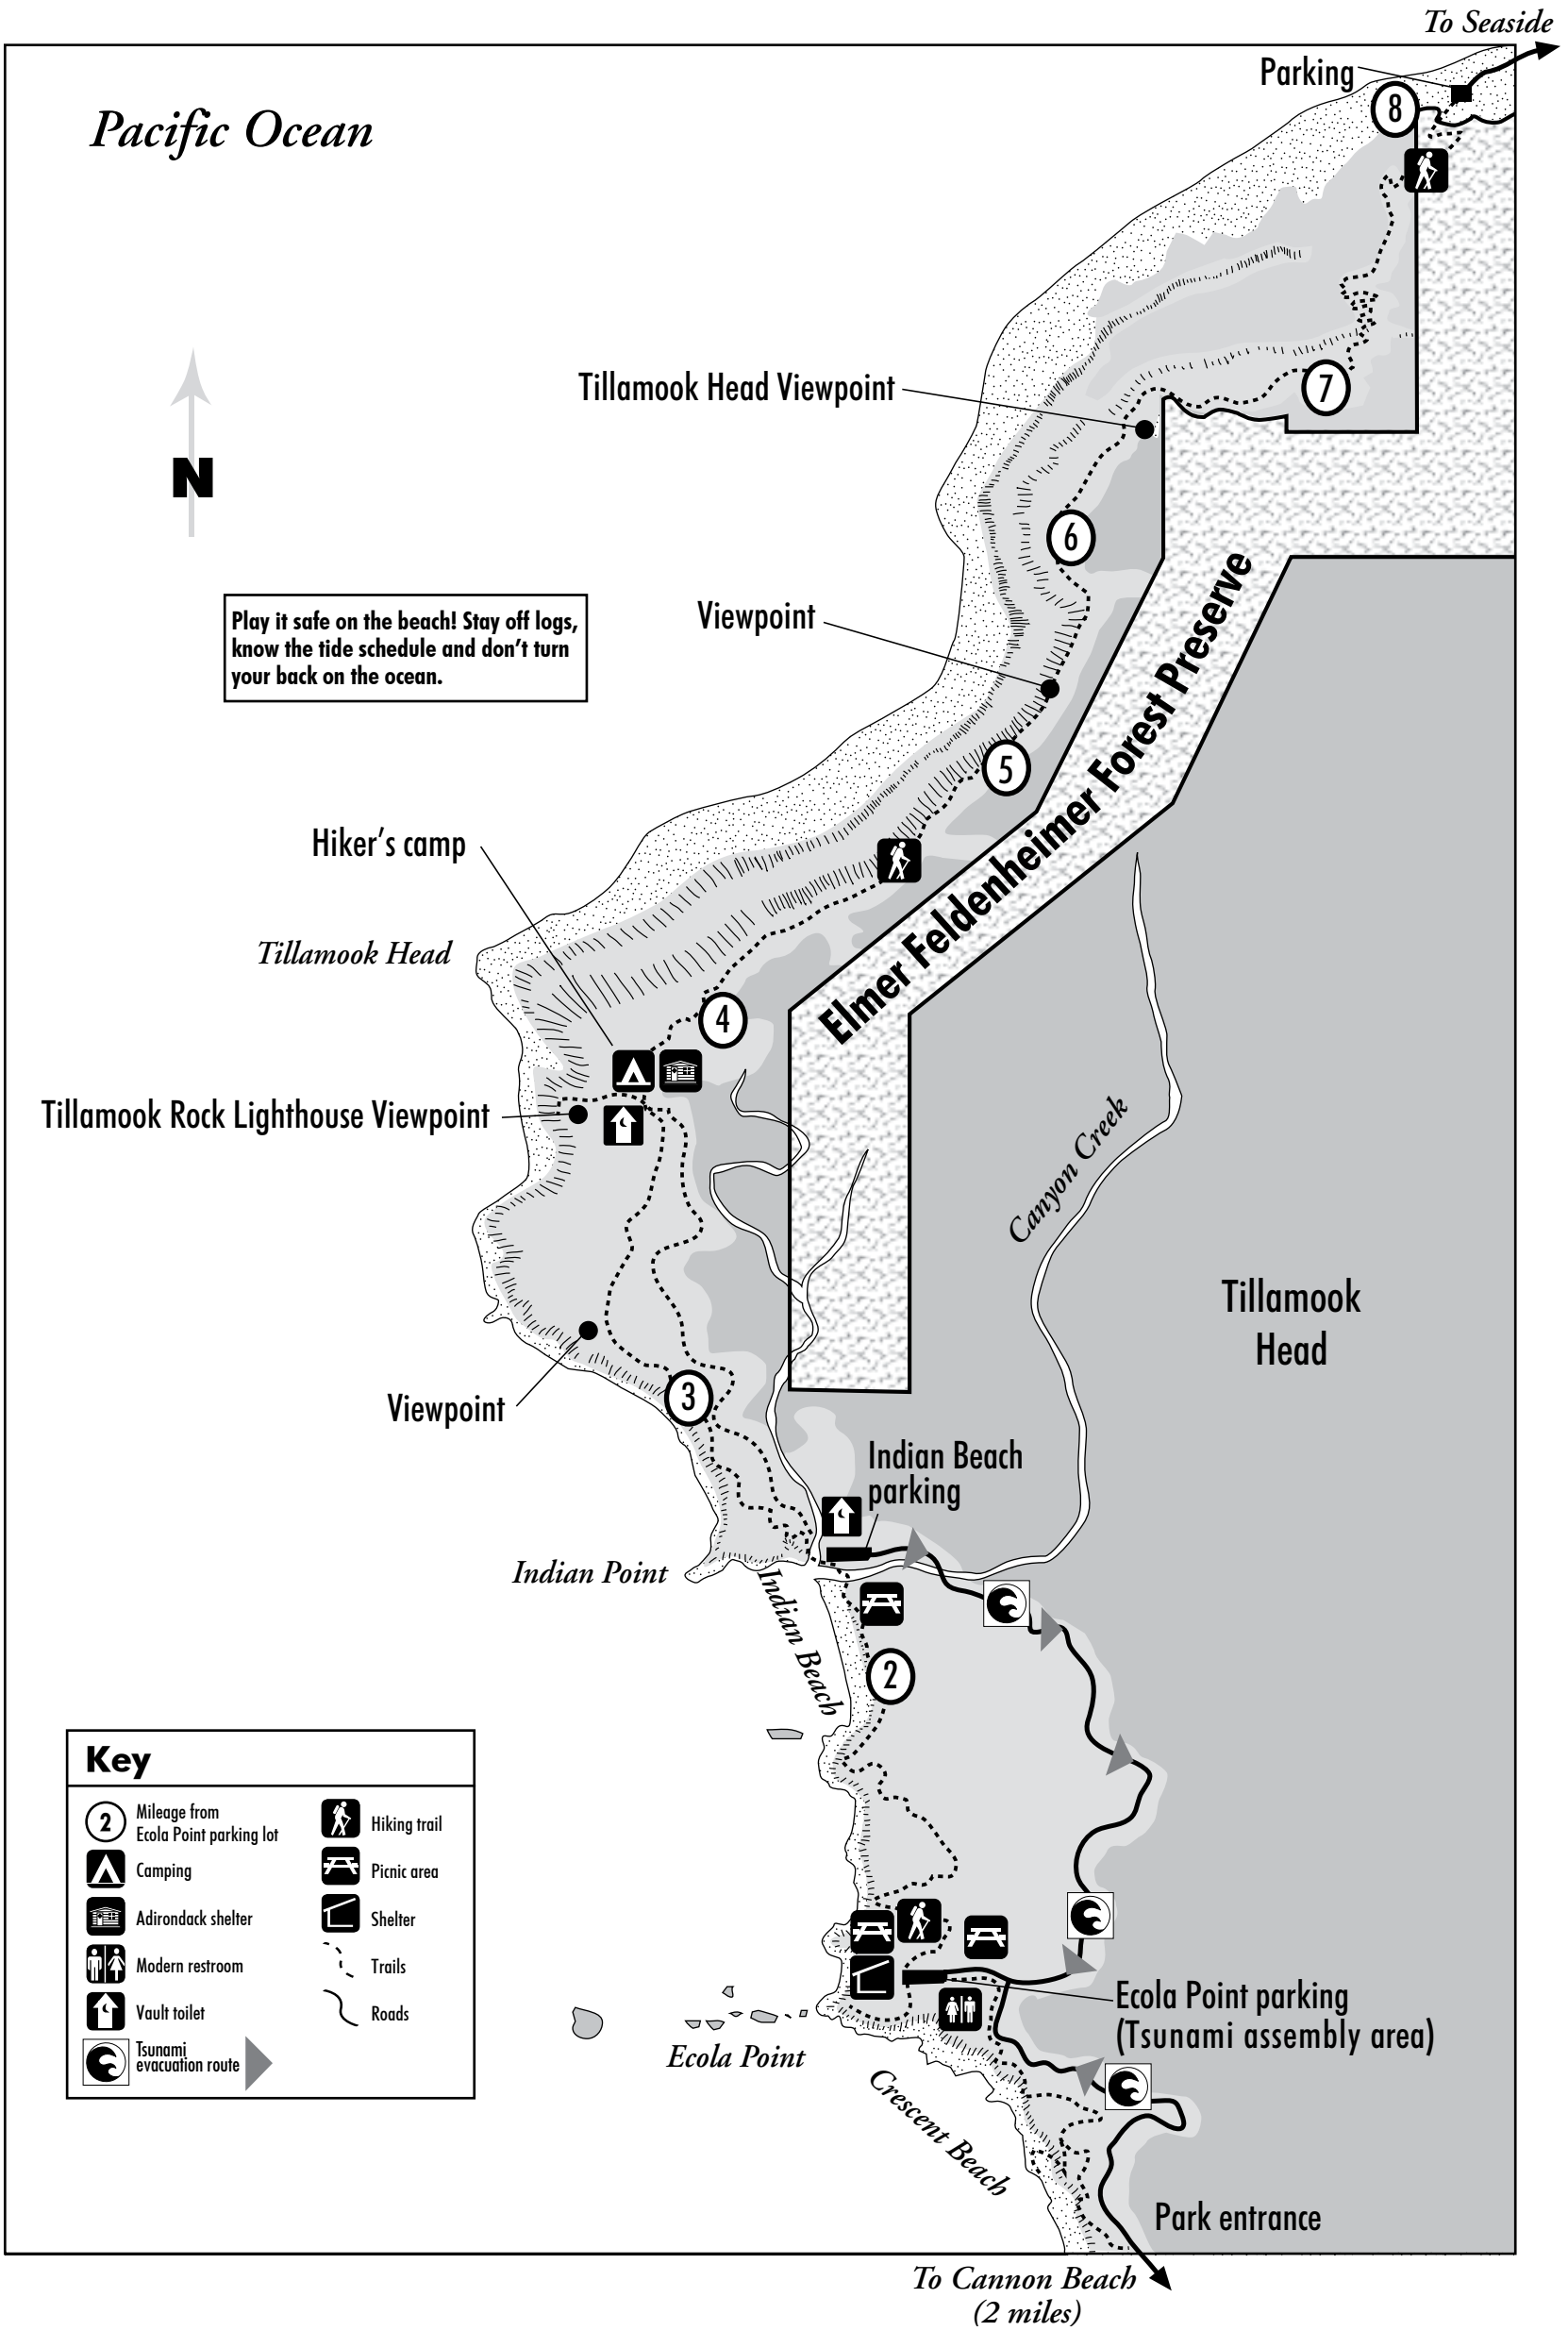 To Seaside
Parking
8
Pacific Ocean
Tillamook Head Viewpoint
7
N
6
Play it safe on the beach! Stay off logs,
know the tide schedule and don't turn
your back on the ocean.
Viewpoint
Elmer Feldenheimer Forest Preserve
5
Hiker's camp
Tillamook Head
4
Tillamook Rock Lighthouse Viewpoint
Canyon Creek
Tillamook
Head
Viewpoint
3
Indian Beach
parking
Indian Point
Indian Beach
2
Key
2
Mileage from
Ecola Point parking lot
Camping
Adirondack shelter
Modern restroom
Vault toilet
Tsunami
evacuation route
Hiking trail
Picnic area
Shelter
Trails
Roads
Ecola Point parking
(Tsunami assembly area)
Ecola Point
Crescent Beach
Park entrance
To Cannon Beach
(2 miles)